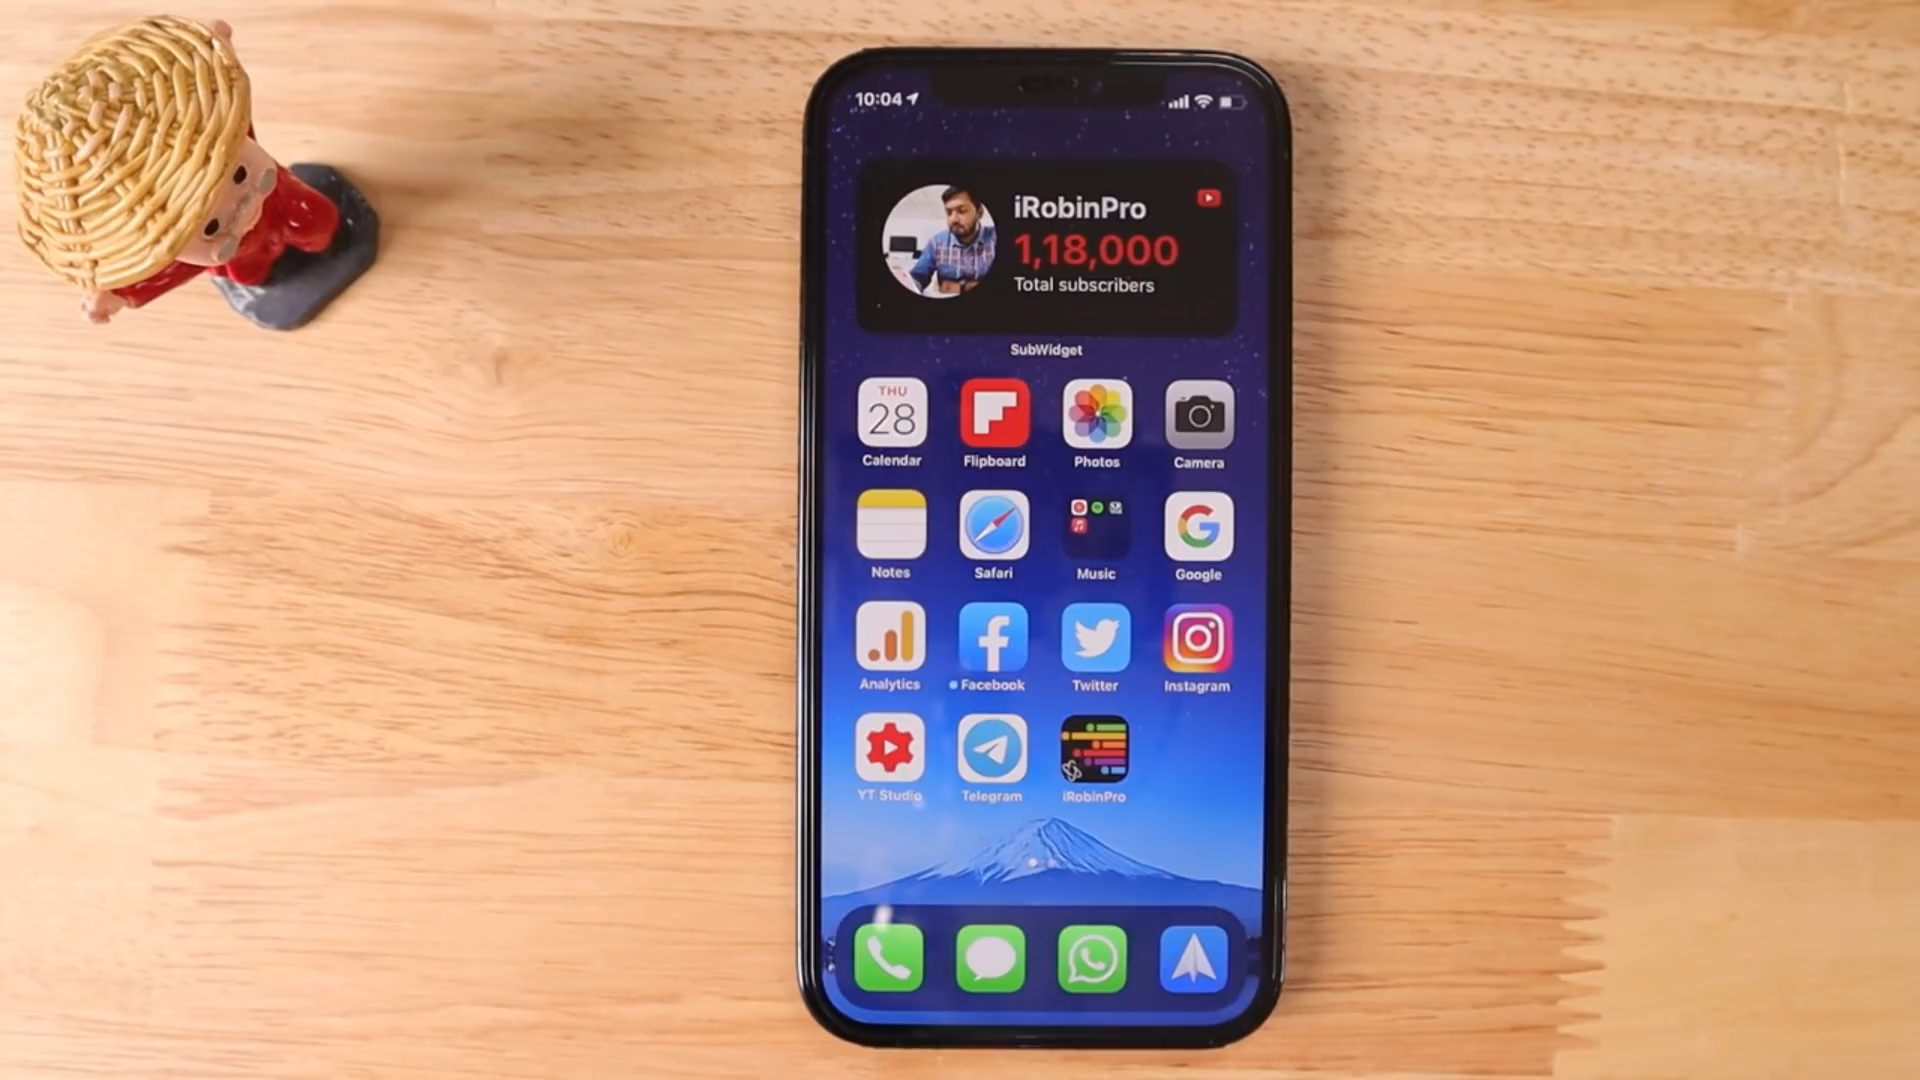 10:04
iRobinPro
1,18,000
Total subscribers
SubWidget
THU
28
Calendar
Flipboard
Photos
Camera
Notes
Safari
Music
Google
Analytics
Facebook
Twitter
Instagram
YT Studio
Telegram
iRobinPro